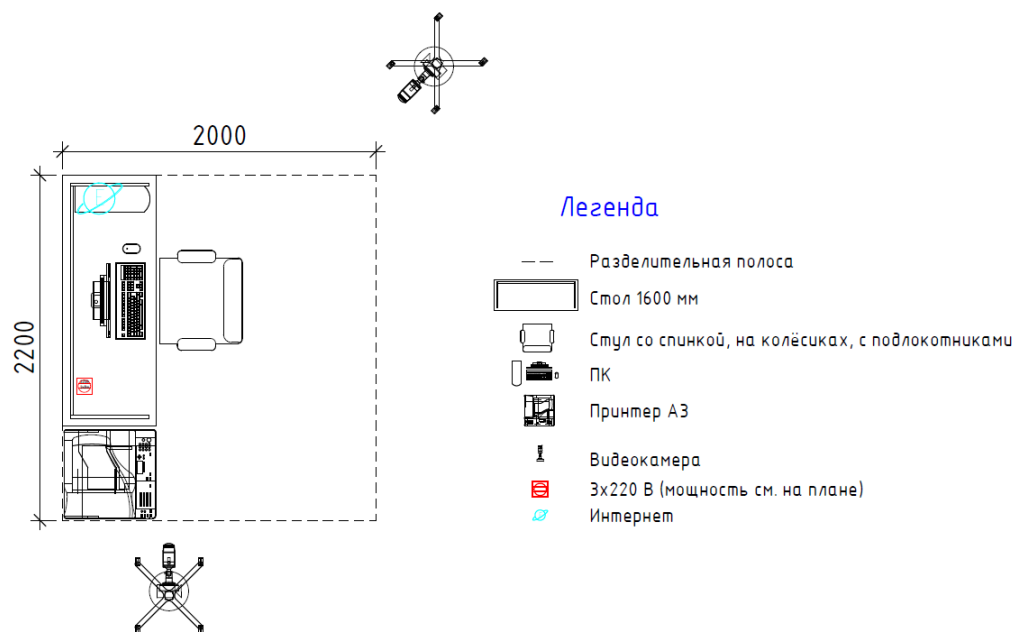 2000
2200
Легенда
Разделительная полоса
Стол 1600 мм
Стул со спинкой, на колёсиках, с подлокотниками
ПК
Принтер А3
Видеокамера
3х220 В (мощность см. на плане)
Интернет